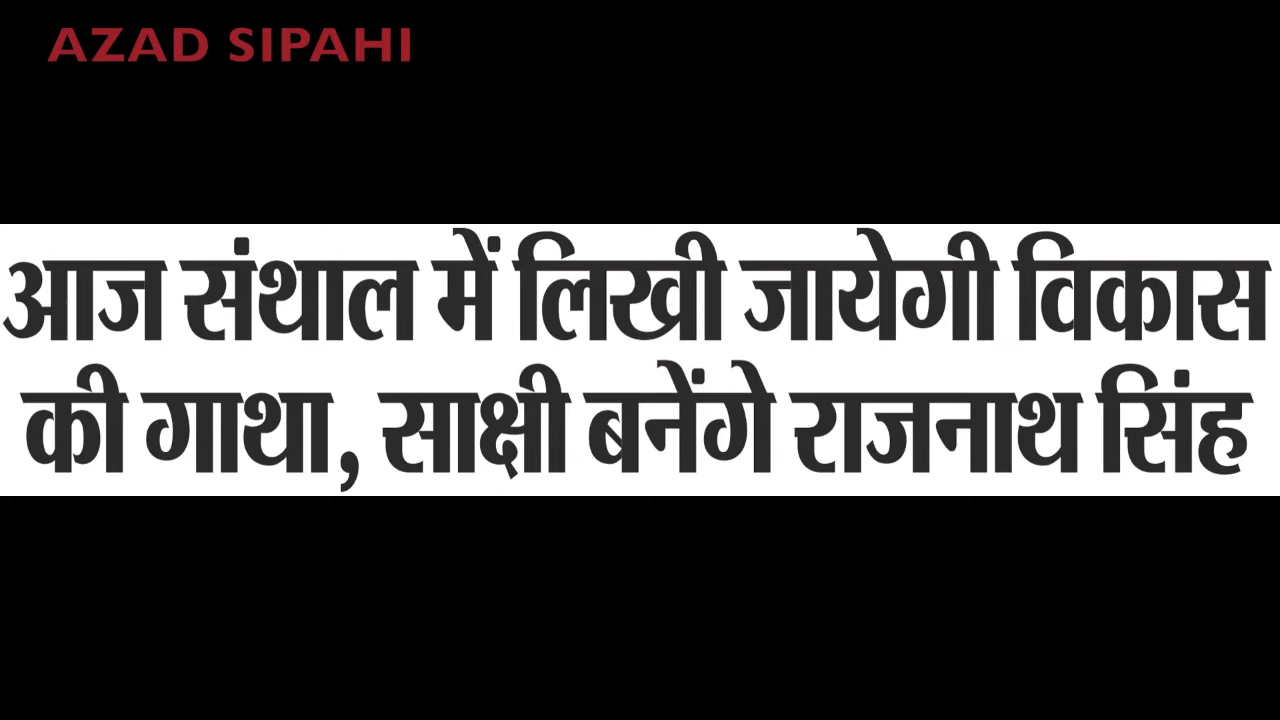 AZAD SIPAHI
आज संथाल में लिखी जायेगी विकास
की गाथा, साक्षी बनेंगे राजनाथ सिंह